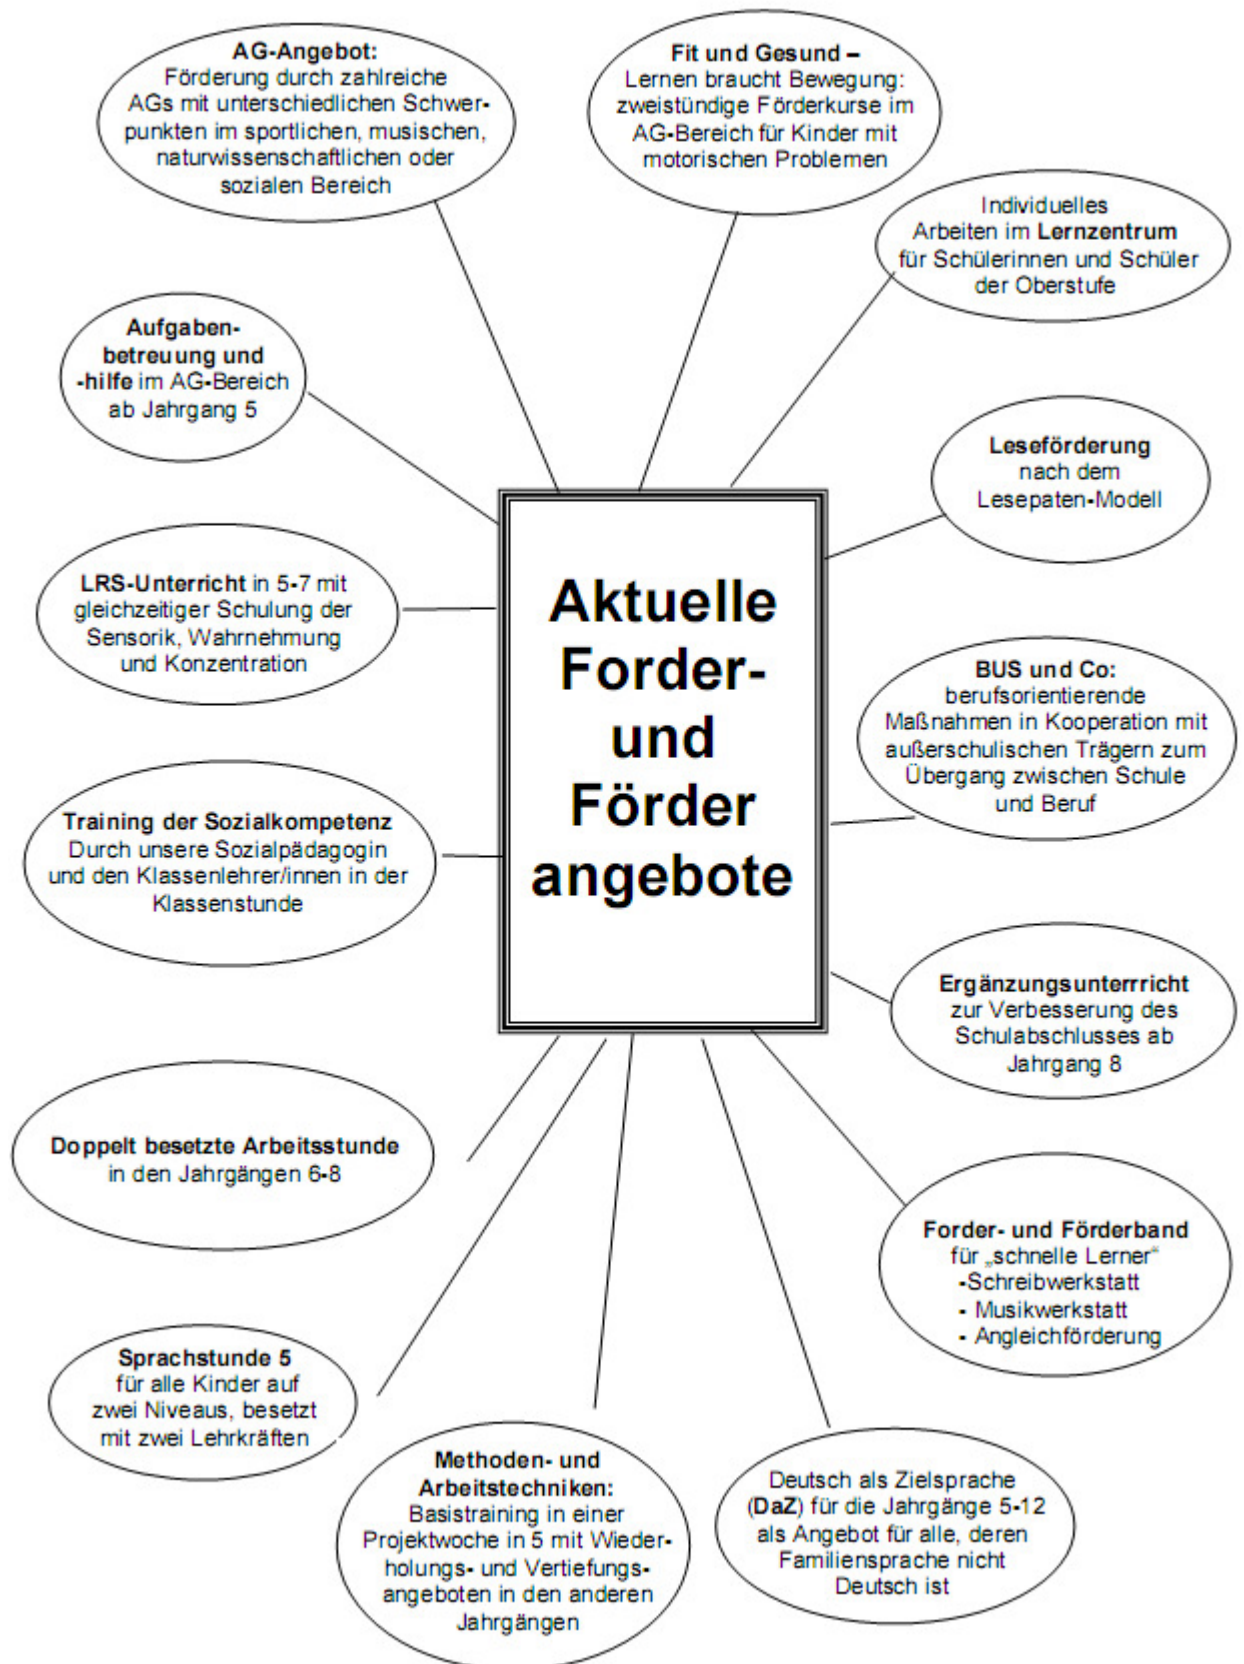 AG-Angebot:
Förderung durch zahlreiche
AGs mit unterschiedlichen Schwer-
punkten im sportlichen, musischen,
naturwissenschaftlichen oder
sozialen Bereich
Fit und Gesund –
Lernen braucht Bewegung:
zweistündige Förderkurse im
AG-Bereich für Kinder mit
motorischen Problemen
Individuelles
Arbeiten im Lernzentrum
für Schülerinnen und Schüler
der Oberstufe
Aufgaben-
betreuung und
-hilfe im AG-Bereich
ab Jahrgang 5
Leseförderung
nach dem
Lesepaten-Modell
LRS-Unterricht in 5-7 mit
gleichzeitiger Schulung der
Sensorik, Wahrnehmung
und Konzentration
Aktuelle
Forder-
und
Förder
angebote
BUS und Co:
berufsorientierende
Maßnahmen in Kooperation mit
außerschulischen Trägern zum
Übergang zwischen Schule
und Beruf
Training der Sozialkompetenz
Durch unsere Sozialpädagogin
und den Klassenlehrer/innen in der
Klassenstunde
Ergänzungsunterrricht
zur Verbesserung des
Schulabschlusses ab
Jahrgang 8
Doppelt besetzte Arbeitsstunde
in den Jahrgängen 6-8
Forder- und Förderband
für „schnelle Lerner“
-Schreibwerkstatt
- Musikwerkstatt
- Angleichförderung
Sprachstunde 5
für alle Kinder auf
zwei Niveaus, besetzt
mit zwei Lehrkräften
Methoden- und
Arbeitstechniken:
Basistraining in einer
Projektwoche in 5 mit Wieder-
holungs- und Vertiefungs-
angeboten in den anderen
Jahrgängen
Deutsch als Zielsprache
(DaZ) für die Jahrgänge 5-12
als Angebot für alle, deren
Familiensprache nicht
Deutsch ist